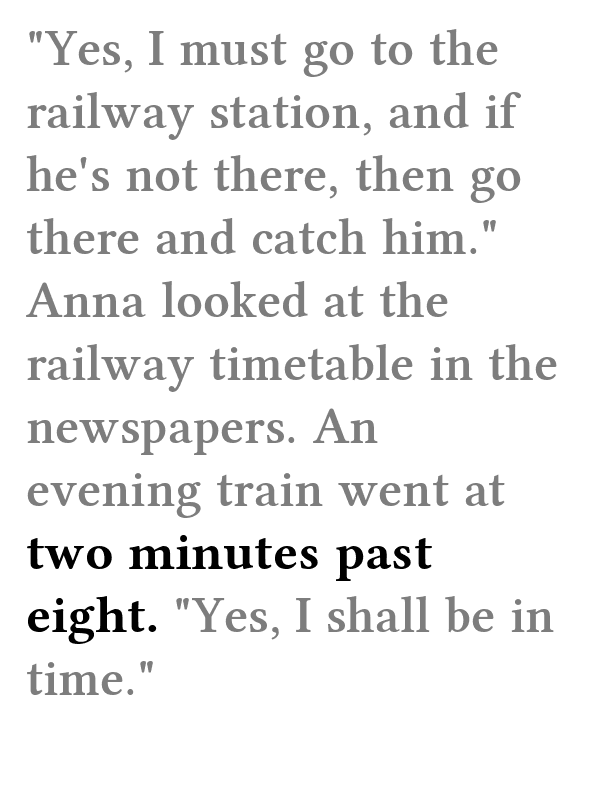 "Yes, I must go to the
railway station, and if
he's not there, then go
there and catch him."
Anna looked at the
railway timetable in the
newspapers. An
evening train went at
two minutes past
eight. "Yes, I shall be in
time."